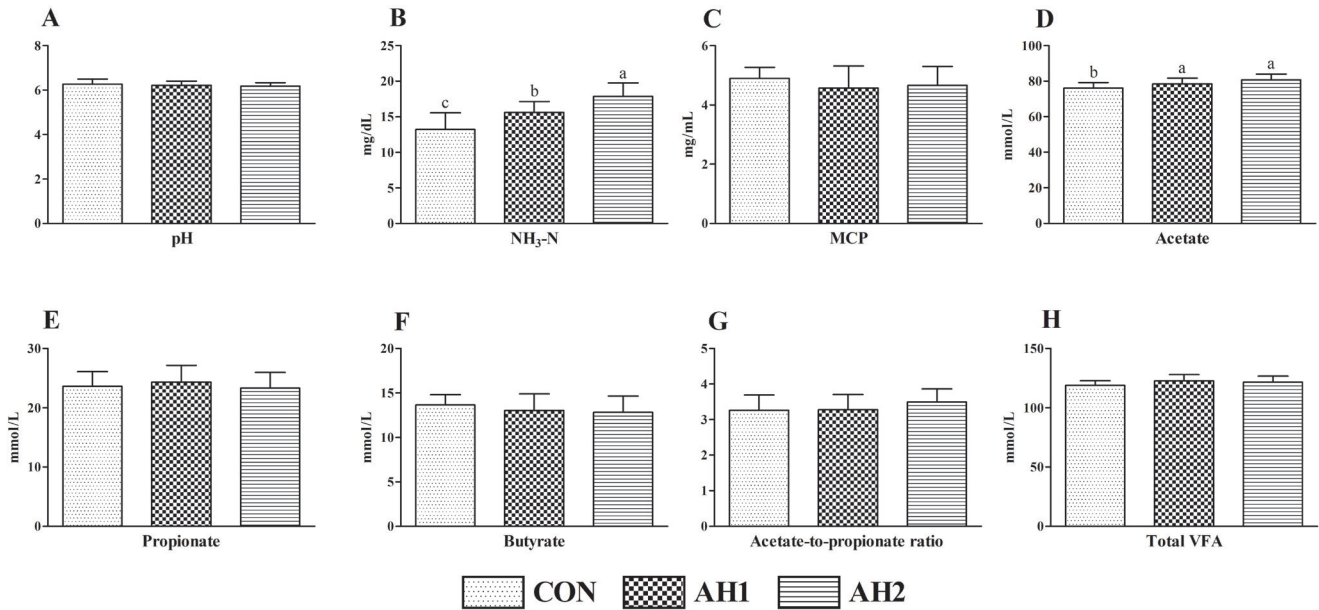 A
8
6
4
2
0
pH
B
mg/dL
25
20
15
10
5
0
c
b
a
NH₃-N
C
mg/mL
6
4
2
0
MCP
D
mmol/L
100
80
60
40
20
0
b
a
a
Acetate
E
mmol/L
30
20
10
0
Propionate
F
mmol/L
20
15
10
5
0
Butyrate
G
5
4
3
2
1
0
Acetate-to-propionate ratio
H
mmol/L
150
100
50
0
Total VFA
CON AH1 AH2